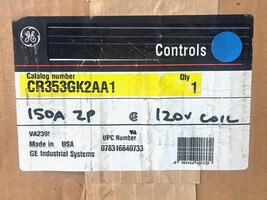 Controls
Catalog number Qty
CR353GK2AA1 1
150A 2P 120V COIL
VA239!
Made in USA
GE Industrial Systems
UPC Number
078316640733